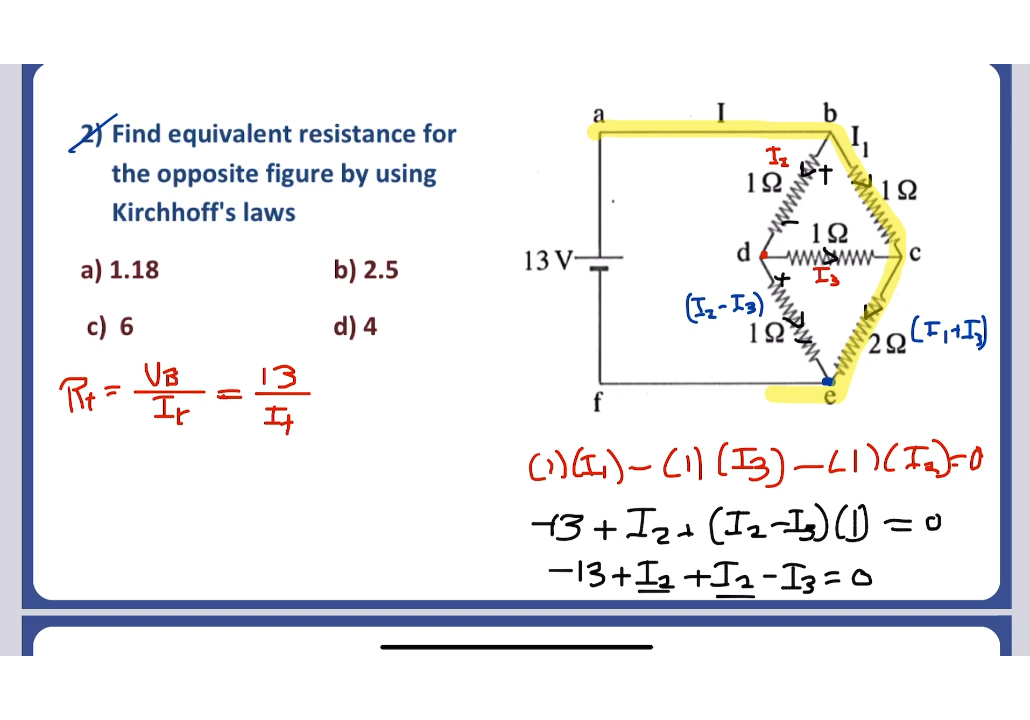 2) Find equivalent resistance for
the opposite figure by using
Kirchhoff's laws
a) 1.18
b) 2.5
c) 6
d) 4
Rt = VB/It = 13/It
a
I
b
I1
I2
1Ω
+
1Ω
-
1Ω
d
c
13 V
I3
+
(I2-I3)
1Ω
2Ω
(I1+I3)
f
e
(1)(I1)-(1)(I3)-(1)(I2)=0
-13+I2+(I2-I3)(1)=0
-13+I2+I2-I3=0